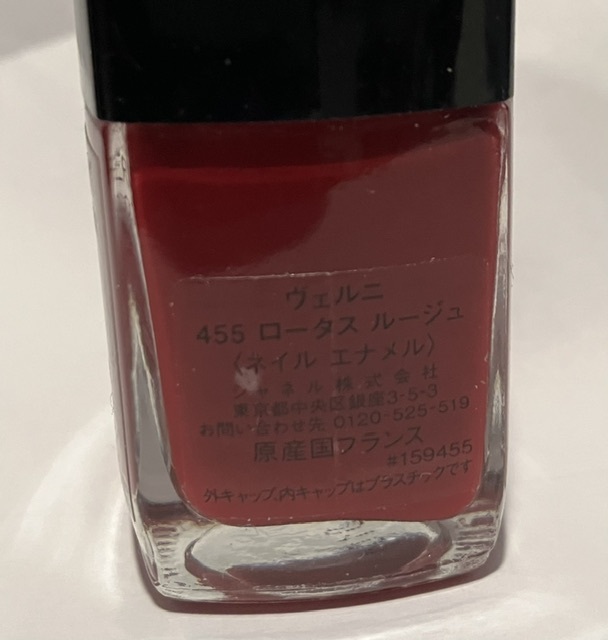 ヴェルニ
455 ロータス ルージュ
〈ネイル エナメル〉
シャネル株式会社
東京都中央区銀座3-5-3
お問い合わせ先 0120-525-519
原産国フランス
#159455
外キャップ,内キャップはプラスチックです